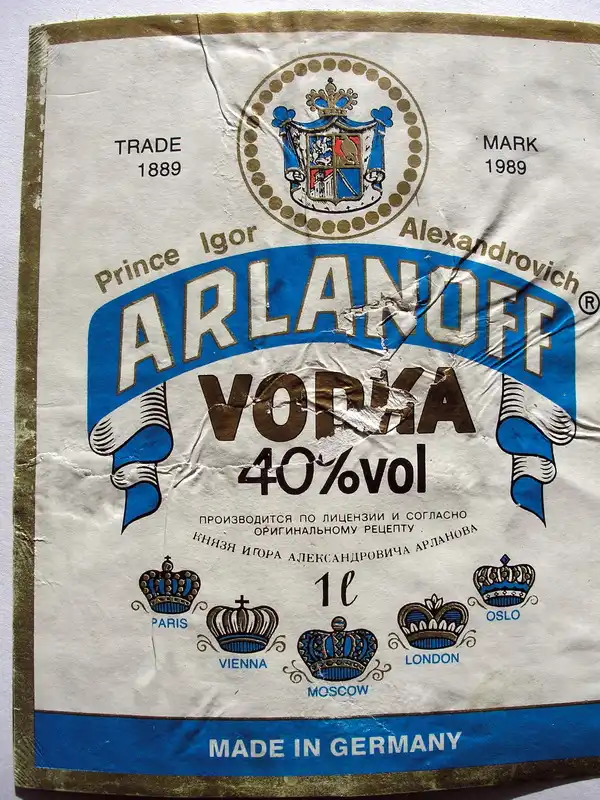 TRADE MARK
1889 1989
Prince Igor Alexandrovich
ARLANOFF ®
VODKA
40%vol
ПРОИЗВОДИТСЯ ПО ЛИЦЕНЗИИ И СОГЛАСНО
ОРИГИНАЛЬНОМУ РЕЦЕПТУ
КНЯЗЯ ИГОРА АЛЕКСАНДРОВИЧА АРЛАНОВА
1ℓ
PARIS OSLO
VIENNA LONDON
MOSCOW
MADE IN GERMANY